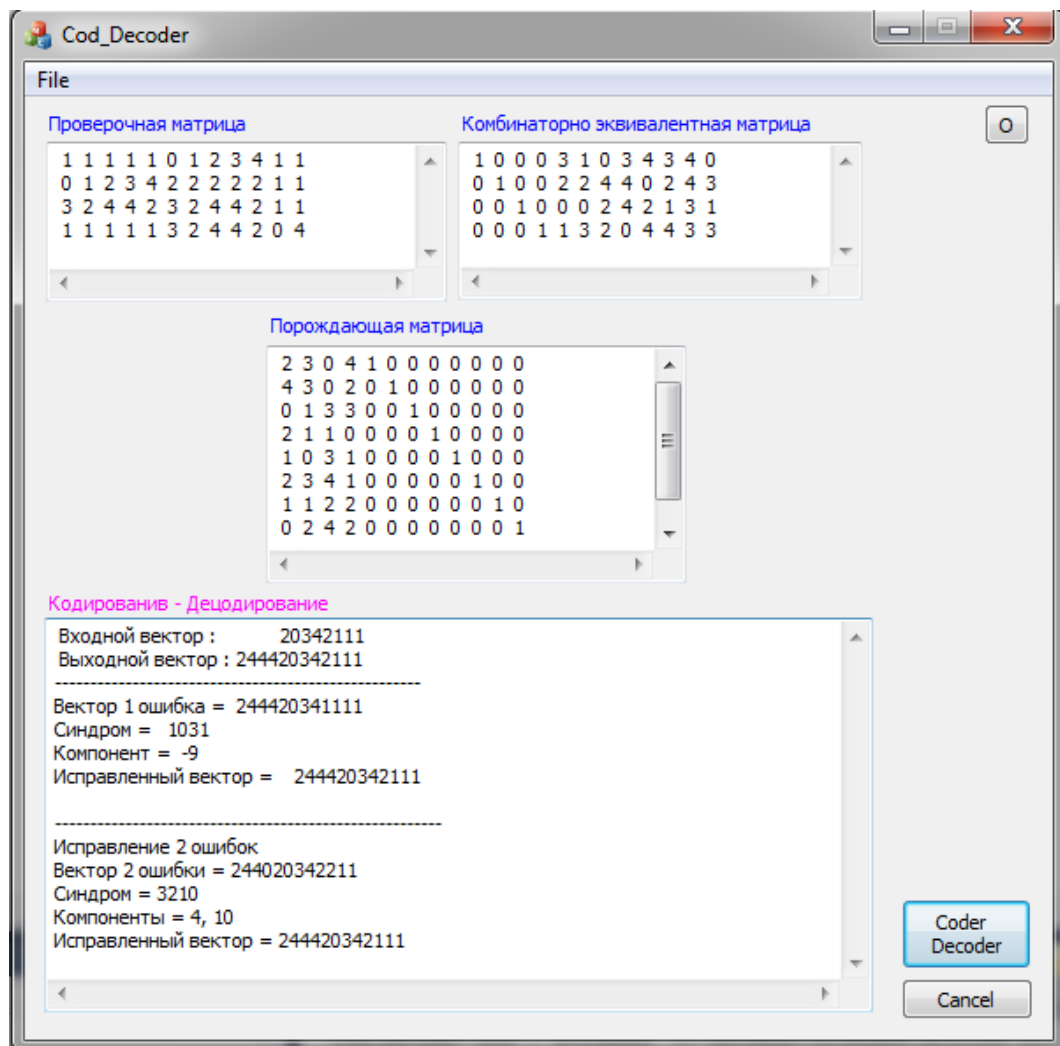 Cod_Decoder
File
Проверочная матрица
1 1 1 1 1 0 1 2 3 4 1 1
0 1 2 3 4 2 2 2 2 2 1 1
3 2 4 4 2 3 2 4 4 2 1 1
1 1 1 1 1 3 2 4 4 2 0 4
Комбинаторно эквивалентная матрица
1 0 0 0 3 1 0 3 4 3 4 0
0 1 0 0 2 2 4 4 0 2 4 3
0 0 1 0 0 0 2 4 2 1 3 1
0 0 0 1 1 3 2 0 4 4 3 3
O
Порождающая матрица
2 3 0 4 1 0 0 0 0 0 0 0
4 3 0 2 0 1 0 0 0 0 0 0
0 1 3 3 0 0 1 0 0 0 0 0
2 1 1 0 0 0 0 1 0 0 0 0
1 0 3 1 0 0 0 0 1 0 0 0
2 3 4 1 0 0 0 0 0 1 0 0
1 1 2 2 0 0 0 0 0 0 1 0
0 2 4 2 0 0 0 0 0 0 0 1
Кодированив - Децодирование
Входной вектор : 20342111
Выходной вектор : 244420342111
----------------------------------------------------
Вектор 1 ошибка = 244420341111
Синдром = 1031
Компонент = -9
Исправленный вектор = 244420342111
-------------------------------------------------------
Исправление 2 ошибок
Вектор 2 ошибки = 244020342211
Синдром = 3210
Компоненты = 4, 10
Исправленный вектор = 244420342111
Coder
Decoder
Cancel